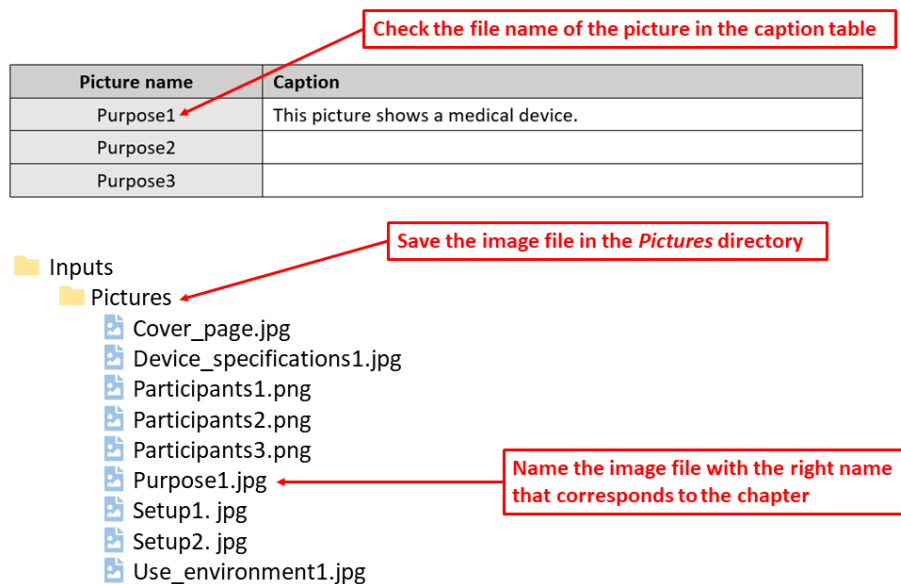 Check the file name of the picture in the caption table
Picture name Caption
Purpose1 This picture shows a medical device.
Purpose2
Purpose3
Save the image file in the Pictures directory
Inputs
Pictures
Cover_page.jpg
Device_specifications1.jpg
Participants1.png
Participants2.png
Participants3.png
Purpose1.jpg
Name the image file with the right name
that corresponds to the chapter
Setup1. jpg
Setup2. jpg
Use_environment1.jpg